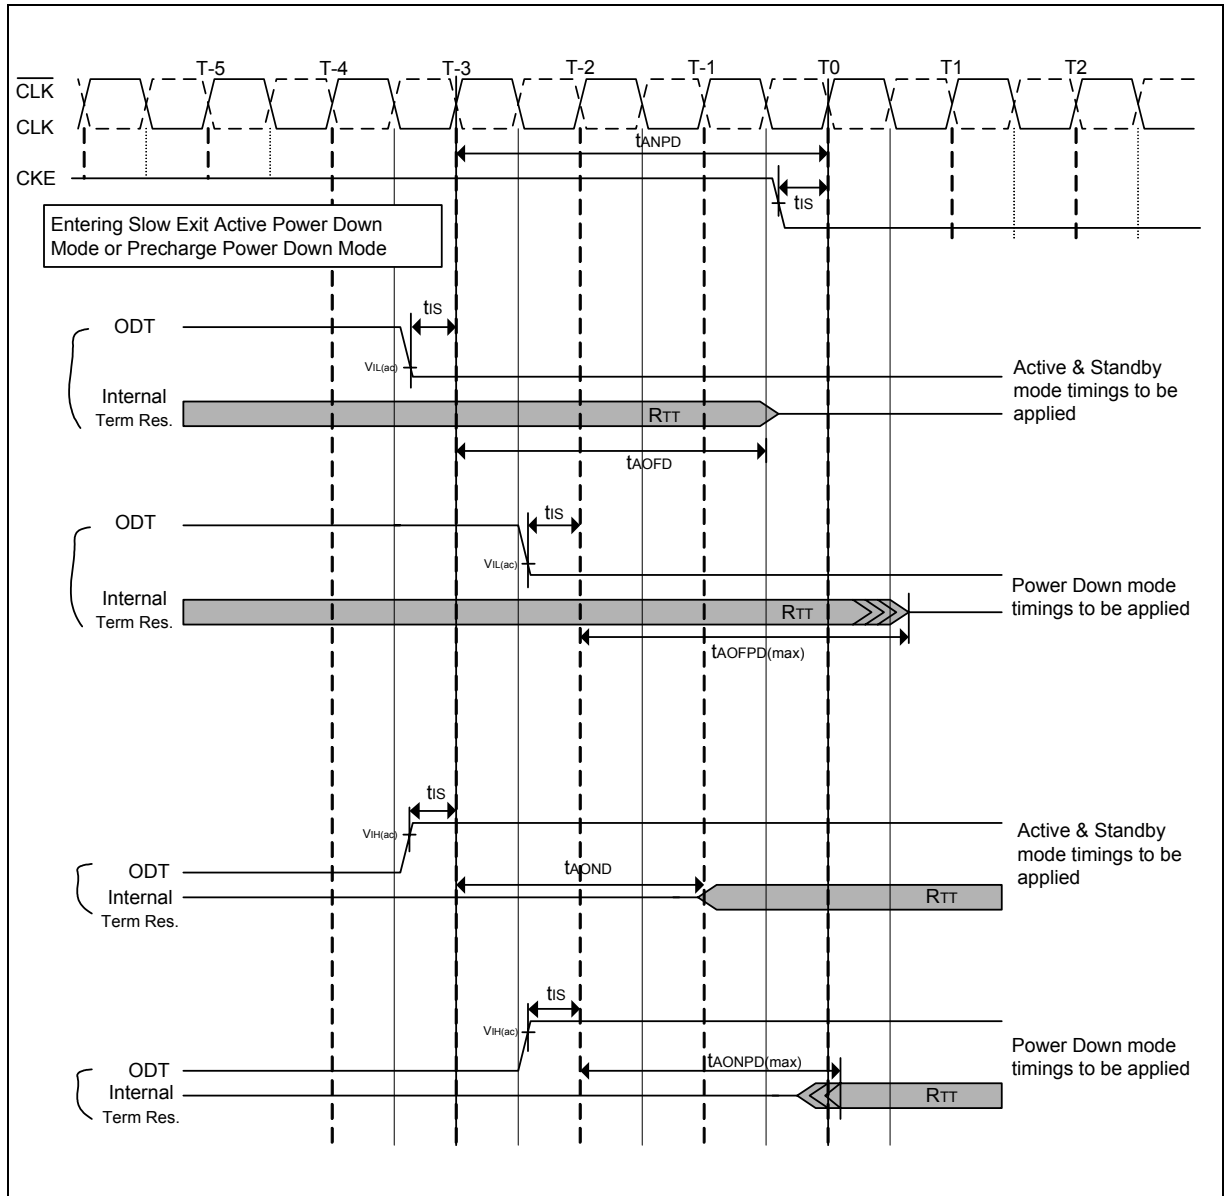 T-5 T-4 T-3 T-2 T-1 T0 T1 T2
CLK
CLK
tANPD
CKE
tIS
Entering Slow Exit Active Power Down
Mode or Precharge Power Down Mode
tIS
ODT
VIL(ac)
Active & Standby
mode timings to be
applied
Internal
Term Res.
RTT
tAOFD
tIS
ODT
VIL(ac)
Power Down mode
timings to be applied
Internal
Term Res.
RTT
tAOFPD(max)
tIS
VIH(ac)
Active & Standby
mode timings to be
applied
ODT
tAOND
Internal
Term Res.
RTT
tIS
VIH(ac)
Power Down mode
timings to be applied
ODT
tAONPD(max)
Internal
Term Res.
RTT